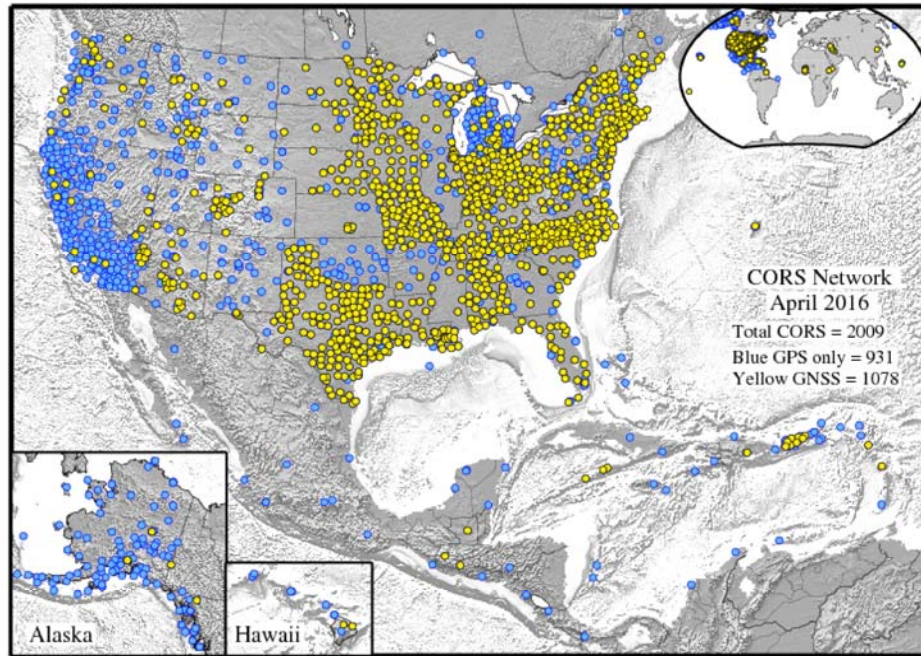 CORS Network
April 2016
Total CORS = 2009
Blue GPS only = 931
Yellow GNSS = 1078
Alaska
Hawaii